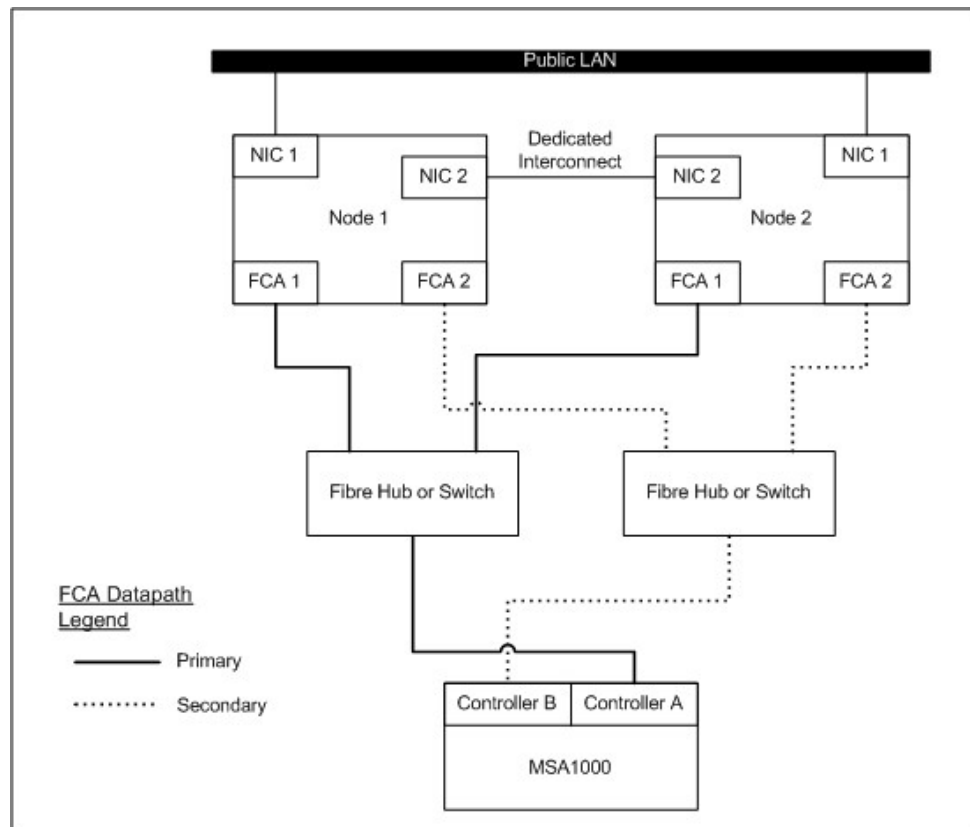 Public LAN
NIC 1
NIC 2
Node 1
FCA 1
FCA 2
Dedicated
Interconnect
NIC 1
NIC 2
Node 2
FCA 1
FCA 2
Fibre Hub or Switch
Fibre Hub or Switch
FCA Datapath
Legend
Primary
Secondary
Controller B
Controller A
MSA1000